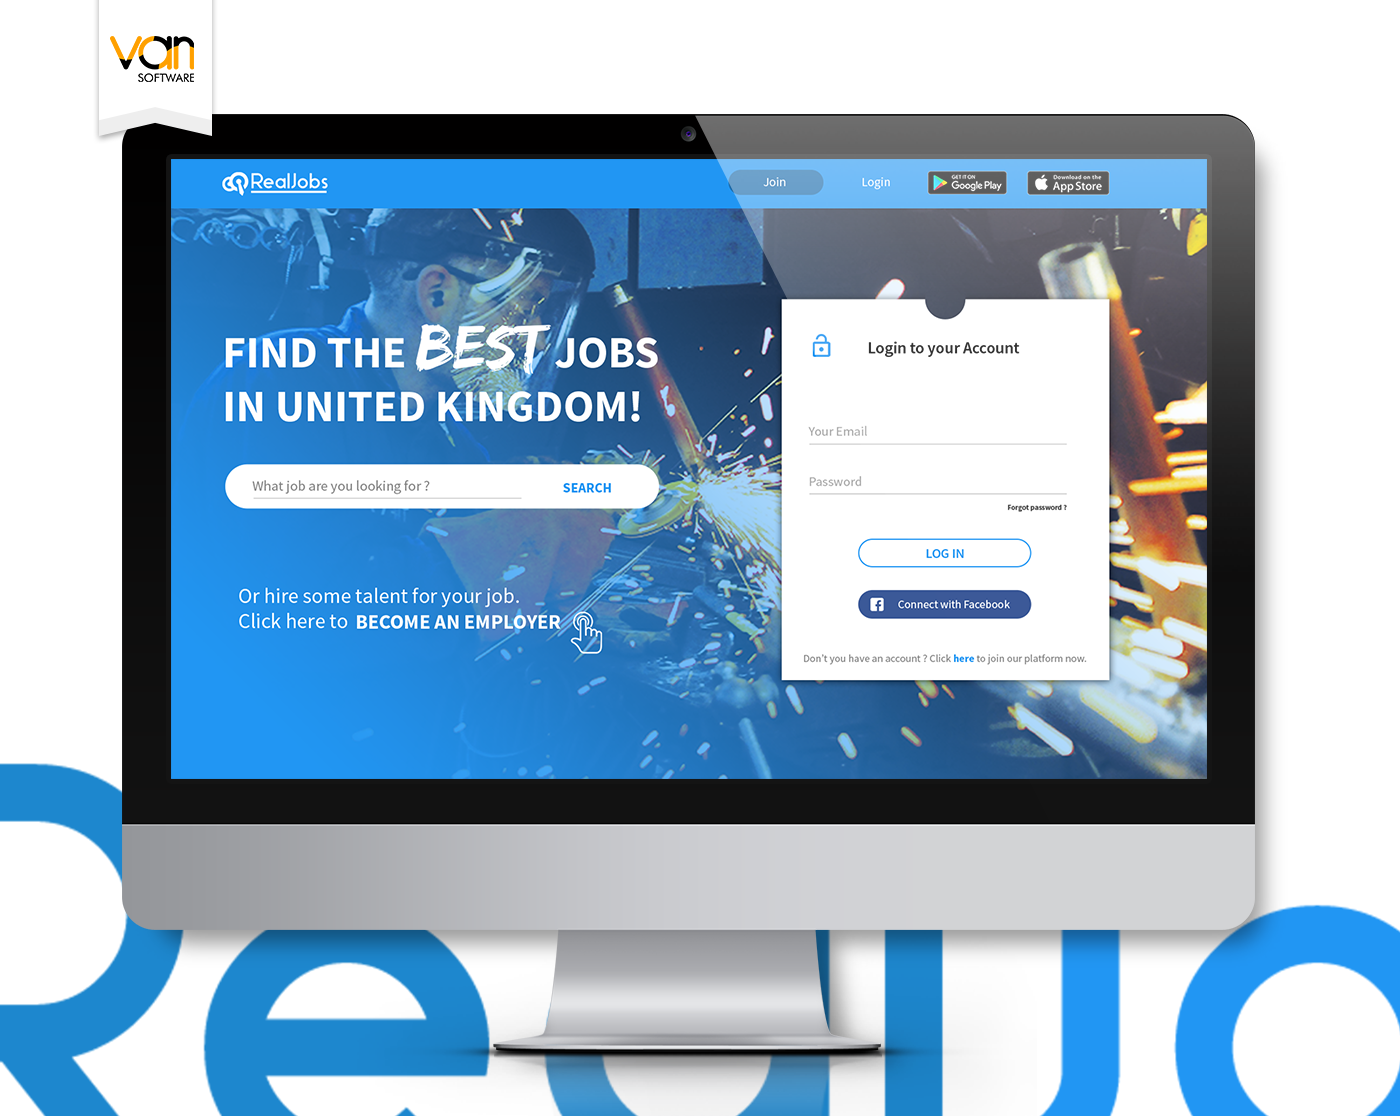 van
SOFTWARE
RealJobs
Join
Login
GET IT ON
Google Play
Download on the
App Store
FIND THE BEST JOBS
IN UNITED KINGDOM!
What job are you looking for ?
SEARCH
Or hire some talent for your job.
Click here to BECOME AN EMPLOYER
Login to your Account
Your Email
Password
Forgot password ?
LOG IN
Connect with Facebook
Don't you have an account ? Click here to join our platform now.
RealJo